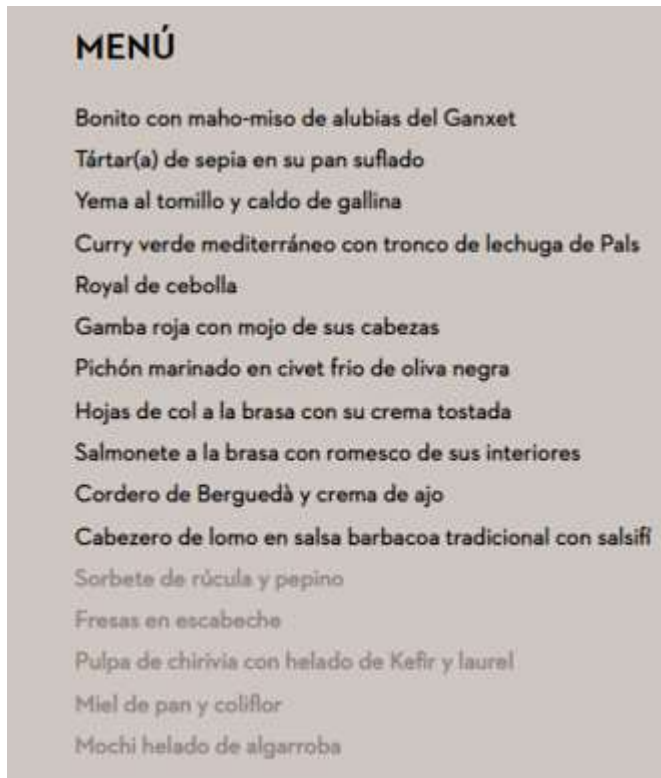 MENÚ
Bonito con maho-miso de alubias del Ganxet
Tártar(a) de sepia en su pan suflado
Yema al tomillo y caldo de gallina
Curry verde mediterráneo con tronco de lechuga de Pals
Royal de cebolla
Gamba roja con mojo de sus cabezas
Pichón marinado en civet frio de oliva negra
Hojas de col a la brasa con su crema tostada
Salmonete a la brasa con romesco de sus interiores
Cordero de Berguedà y crema de ajo
Cabezero de lomo en salsa barbacoa tradicional con salsifí
Sorbete de rúcula y pepino
Fresas en escabeche
Pulpa de chirivia con helado de Kefir y laurel
Miel de pan y coliflor
Mochi helado de algarroba